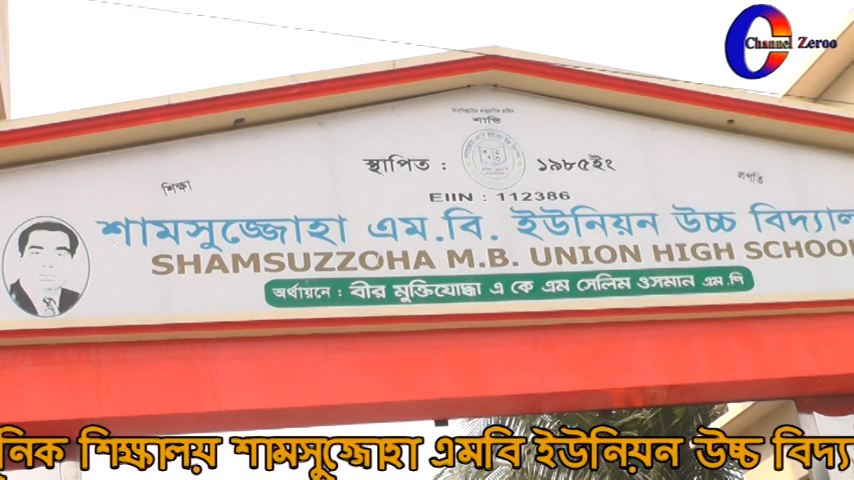 Channel Zeroo
শান্তি
স্থাপিত : ১৯৮৫ইং
শিক্ষা
প্রগতি
EIIN : 112386
শামসুজ্জোহা এম.বি. ইউনিয়ন উচ্চ বিদ্যাল
SHAMSUZZOHA M.B. UNION HIGH SCHOOL
অর্থায়নে : বীর মুক্তিযোদ্ধা এ কে এম সেলিম ওসমান এম.পি
নিক শিক্ষালয় শামসুজ্জোহা এমবি ইউনিয়ন উচ্চ বিদ্য